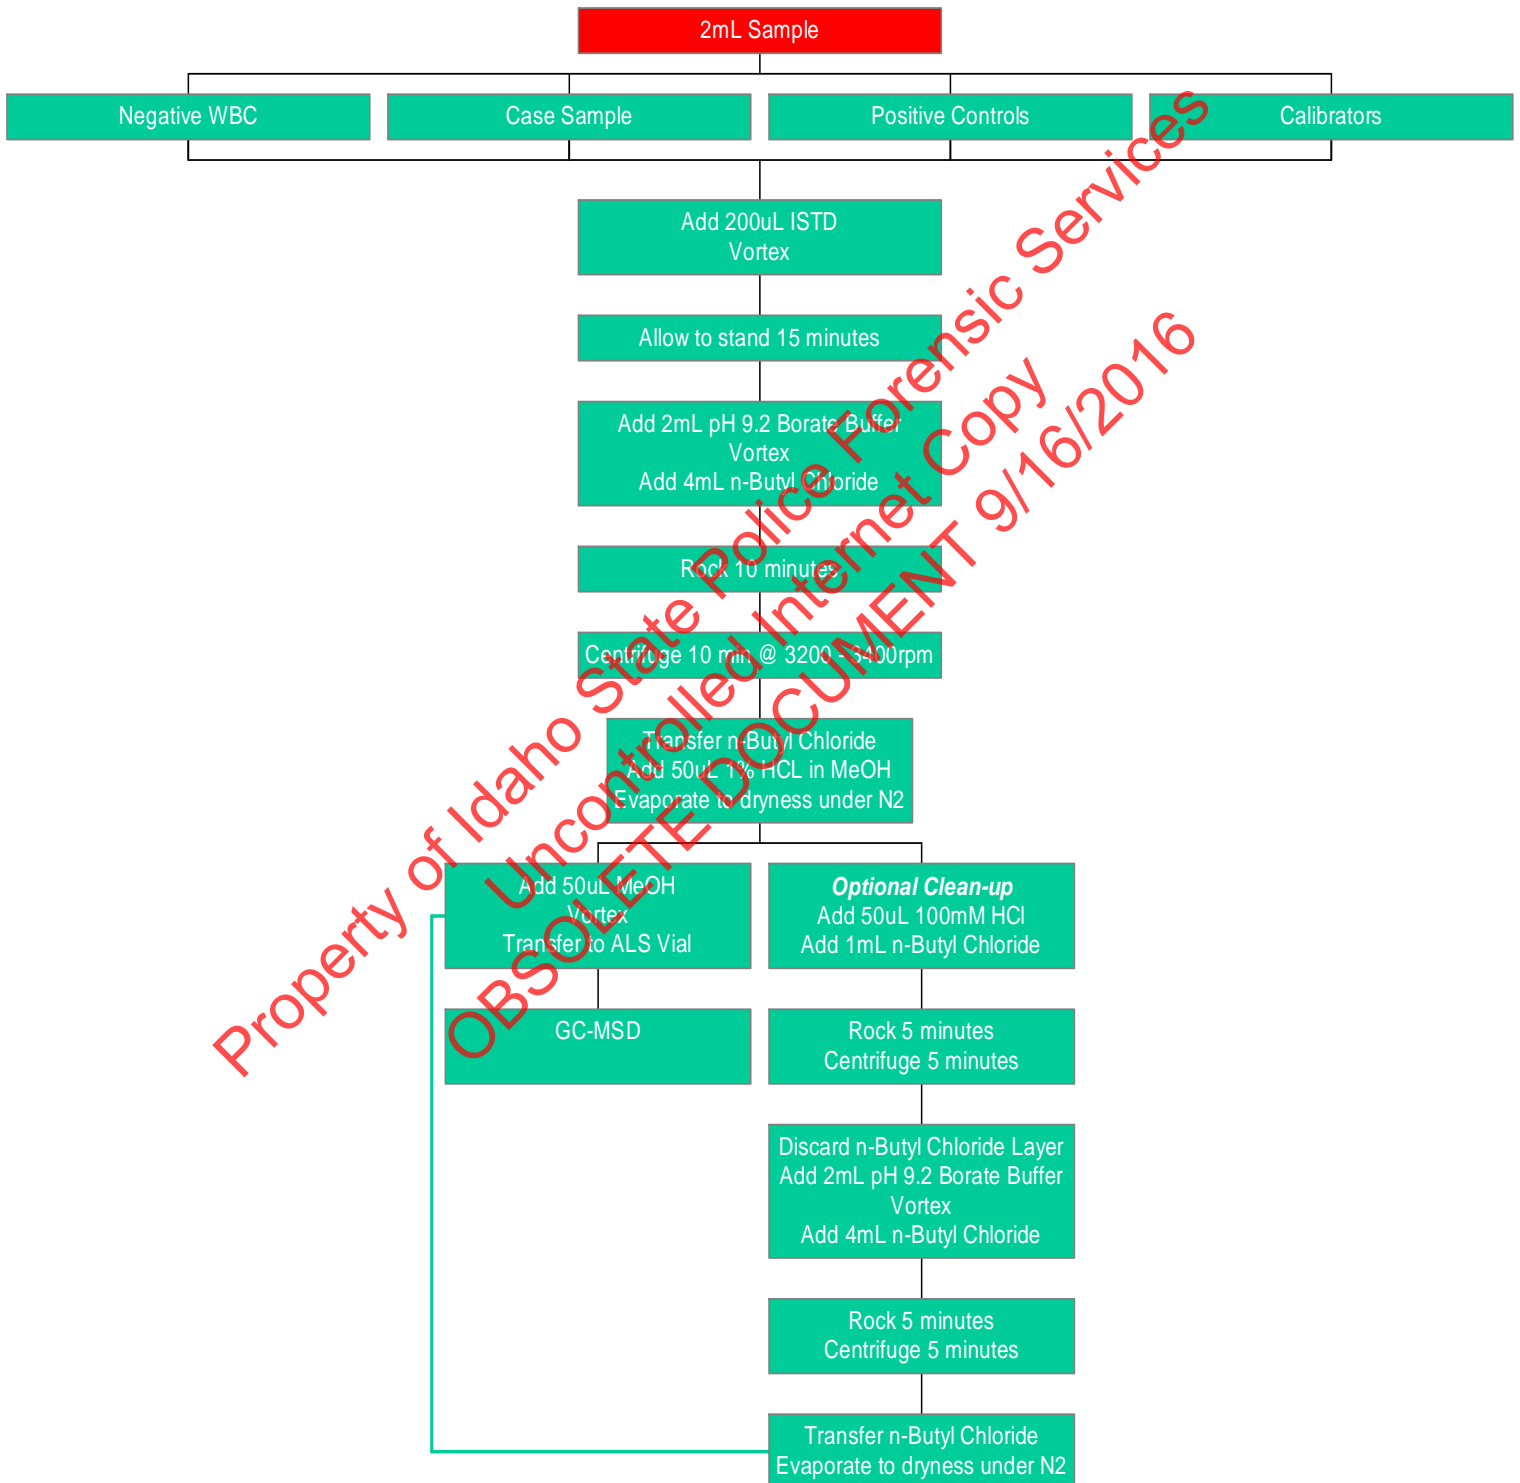 2mL Sample
Negative WBC
Case Sample
Positive Controls
Calibrators
Add 200uL ISTD
Vortex
Allow to stand 15 minutes
Add 2mL pH 9.2 Borate Buffer
Vortex
Add 4mL n-Butyl Chloride
Rock 10 minutes
Centrifuge 10 min @ 3200 - 3400rpm
Transfer n-Butyl Chloride
Add 50uL 1% HCL in MeOH
Evaporate to dryness under N2
Add 50uL MeOH
Vortex
Transfer to ALS Vial
GC-MSD
Optional Clean-up
Add 50uL 100mM HCl
Add 1mL n-Butyl Chloride
Rock 5 minutes
Centrifuge 5 minutes
Discard n-Butyl Chloride Layer
Add 2mL pH 9.2 Borate Buffer
Vortex
Add 4mL n-Butyl Chloride
Rock 5 minutes
Centrifuge 5 minutes
Transfer n-Butyl Chloride
Evaporate to dryness under N2
Property of Idaho State Police Forensic Services
Uncontrolled Internet Copy
OBSOLETE DOCUMENT 9/16/2016